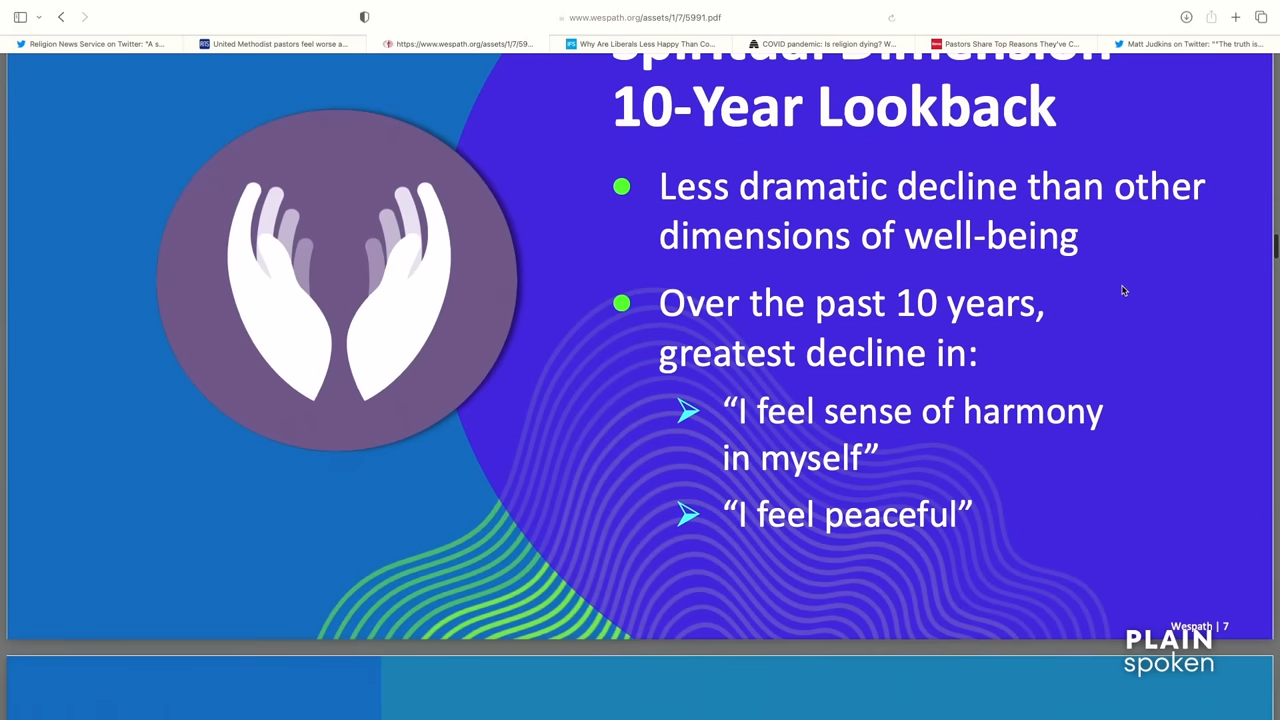 www.wespath.org/assets/1/7/5991.pdf
Religion News Service on Twitter: "A s...
United Methodist pastors feel worse a...
https://www.wespath.org/assets/1/7/59...
Why Are Liberals Less Happy Than Co...
COVID pandemic: Is religion dying? W...
Pastors Share Top Reasons They've C...
Matt Judkins on Twitter: ""The truth is...
Spiritual Dimension
10-Year Lookback
Less dramatic decline than other
dimensions of well-being
Over the past 10 years,
greatest decline in:
“I feel sense of harmony
in myself”
“I feel peaceful”
Wespath | 7
PLAIN
spoken